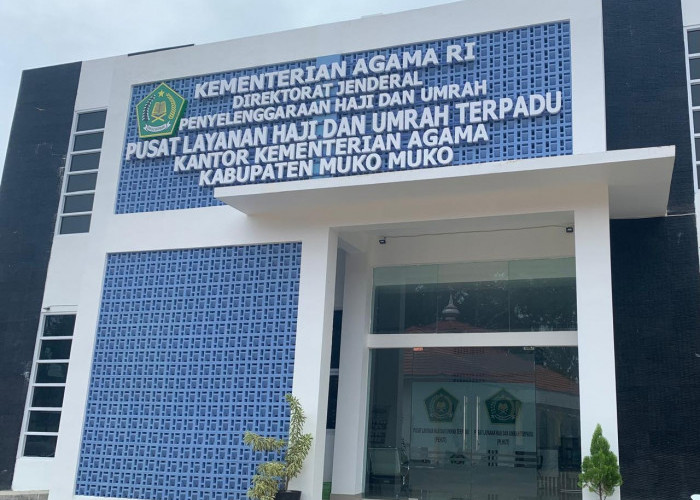 KEMENTERIAN AGAMA RI
DIREKTORAT JENDERAL
PENYELENGGARAAN HAJI DAN UMRAH
PUSAT LAYANAN HAJI DAN UMRAH TERPADU
KANTOR KEMENTERIAN AGAMA
KABUPATEN MUKO MUKO